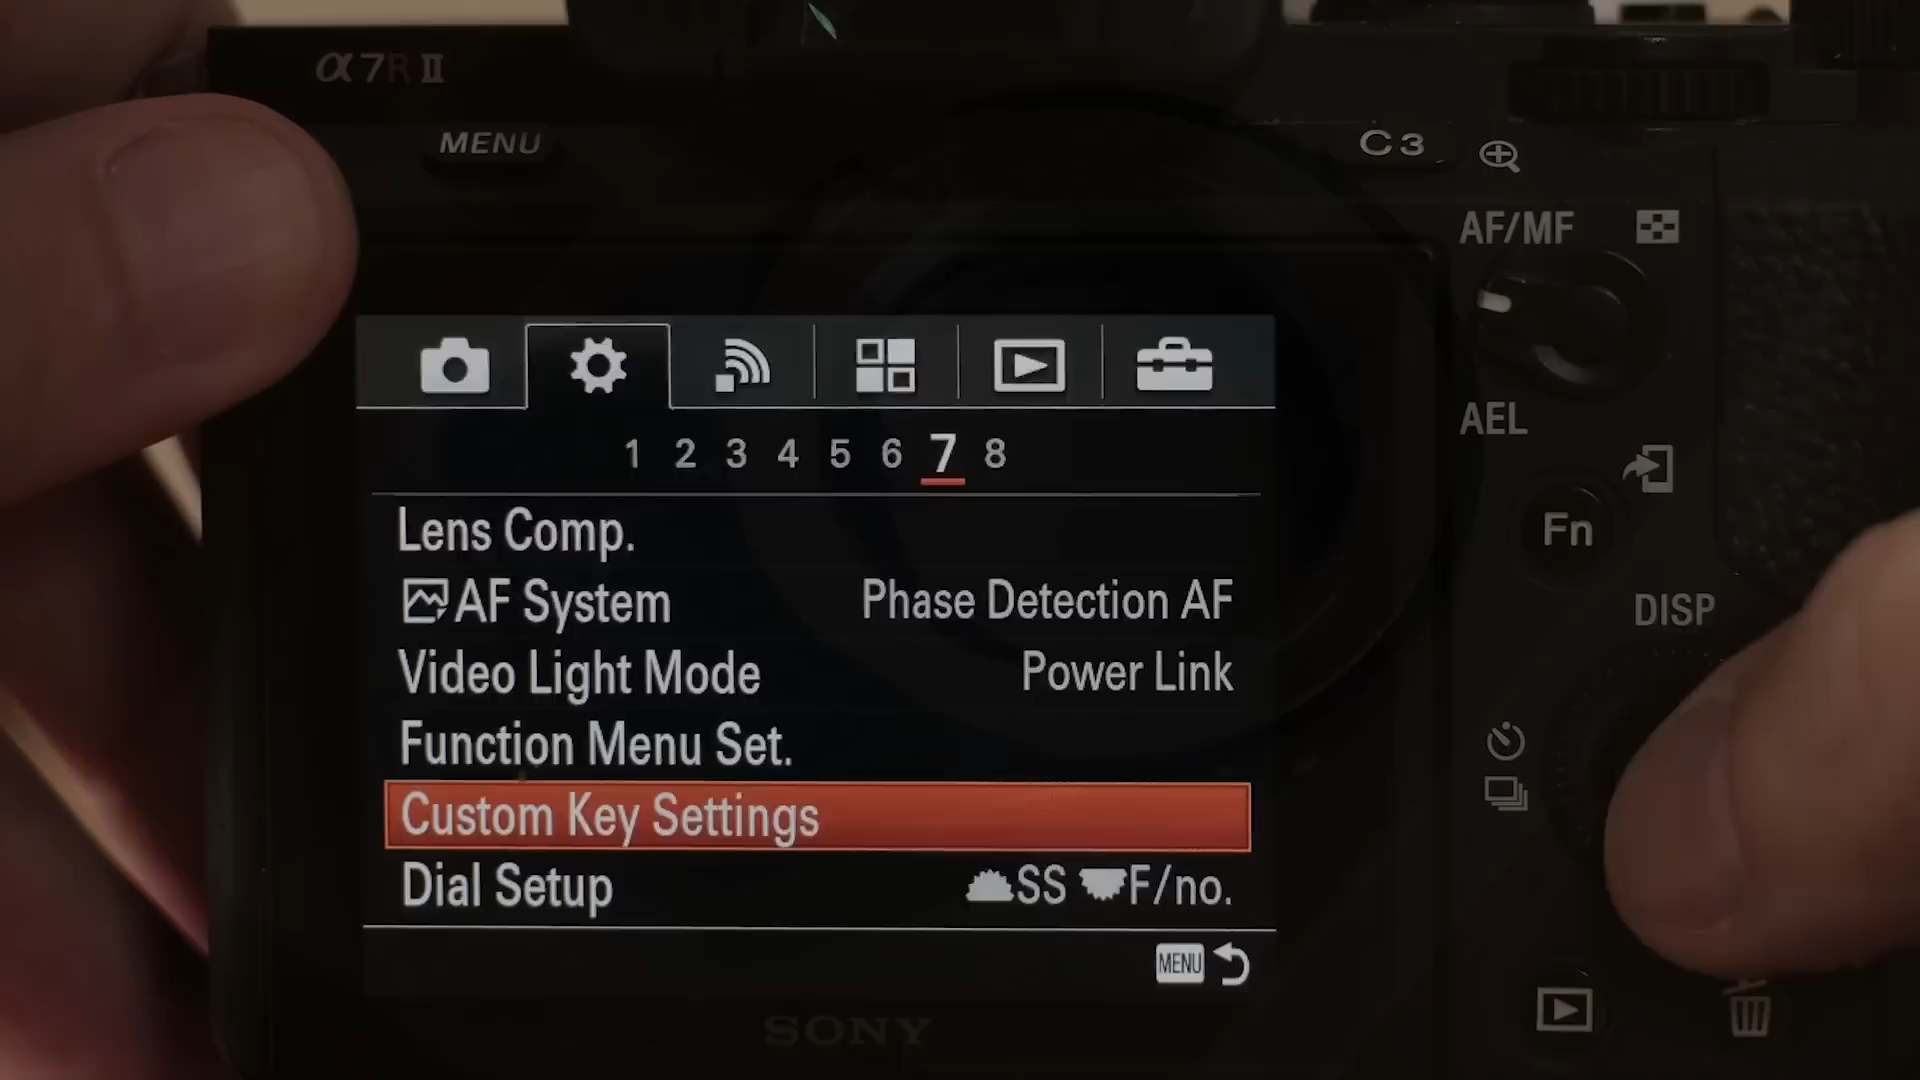 α7RII
MENU
C3
AF/MF
AEL
1 2 3 4 5 6 7 8
Lens Comp.
AF System Phase Detection AF
Video Light Mode Power Link
Function Menu Set.
Custom Key Settings
Dial Setup SS F/no.
MENU
Fn
DISP
SONY